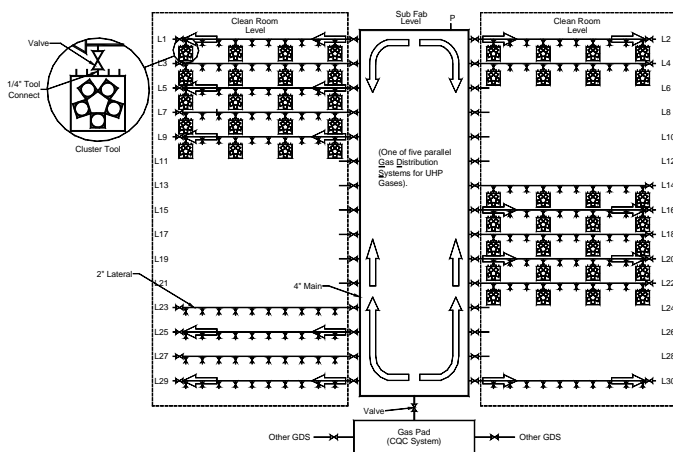 Clean Room
Level
Sub Fab
Level
P
Clean Room
Level
Valve
1/4" Tool
Connect
Cluster Tool
L1
L3
L5
L7
L9
L11
L13
L15
L17
L19
L21
L23
L25
L27
L29
L2
L4
L6
L8
L10
L12
L14
L16
L18
L20
L22
L24
L26
L28
L30
(One of five parallel
Gas Distribution
Systems for UHP
Gases).
2" Lateral
4" Main
Valve
Other GDS
Gas Pad
(CQC System)
Other GDS